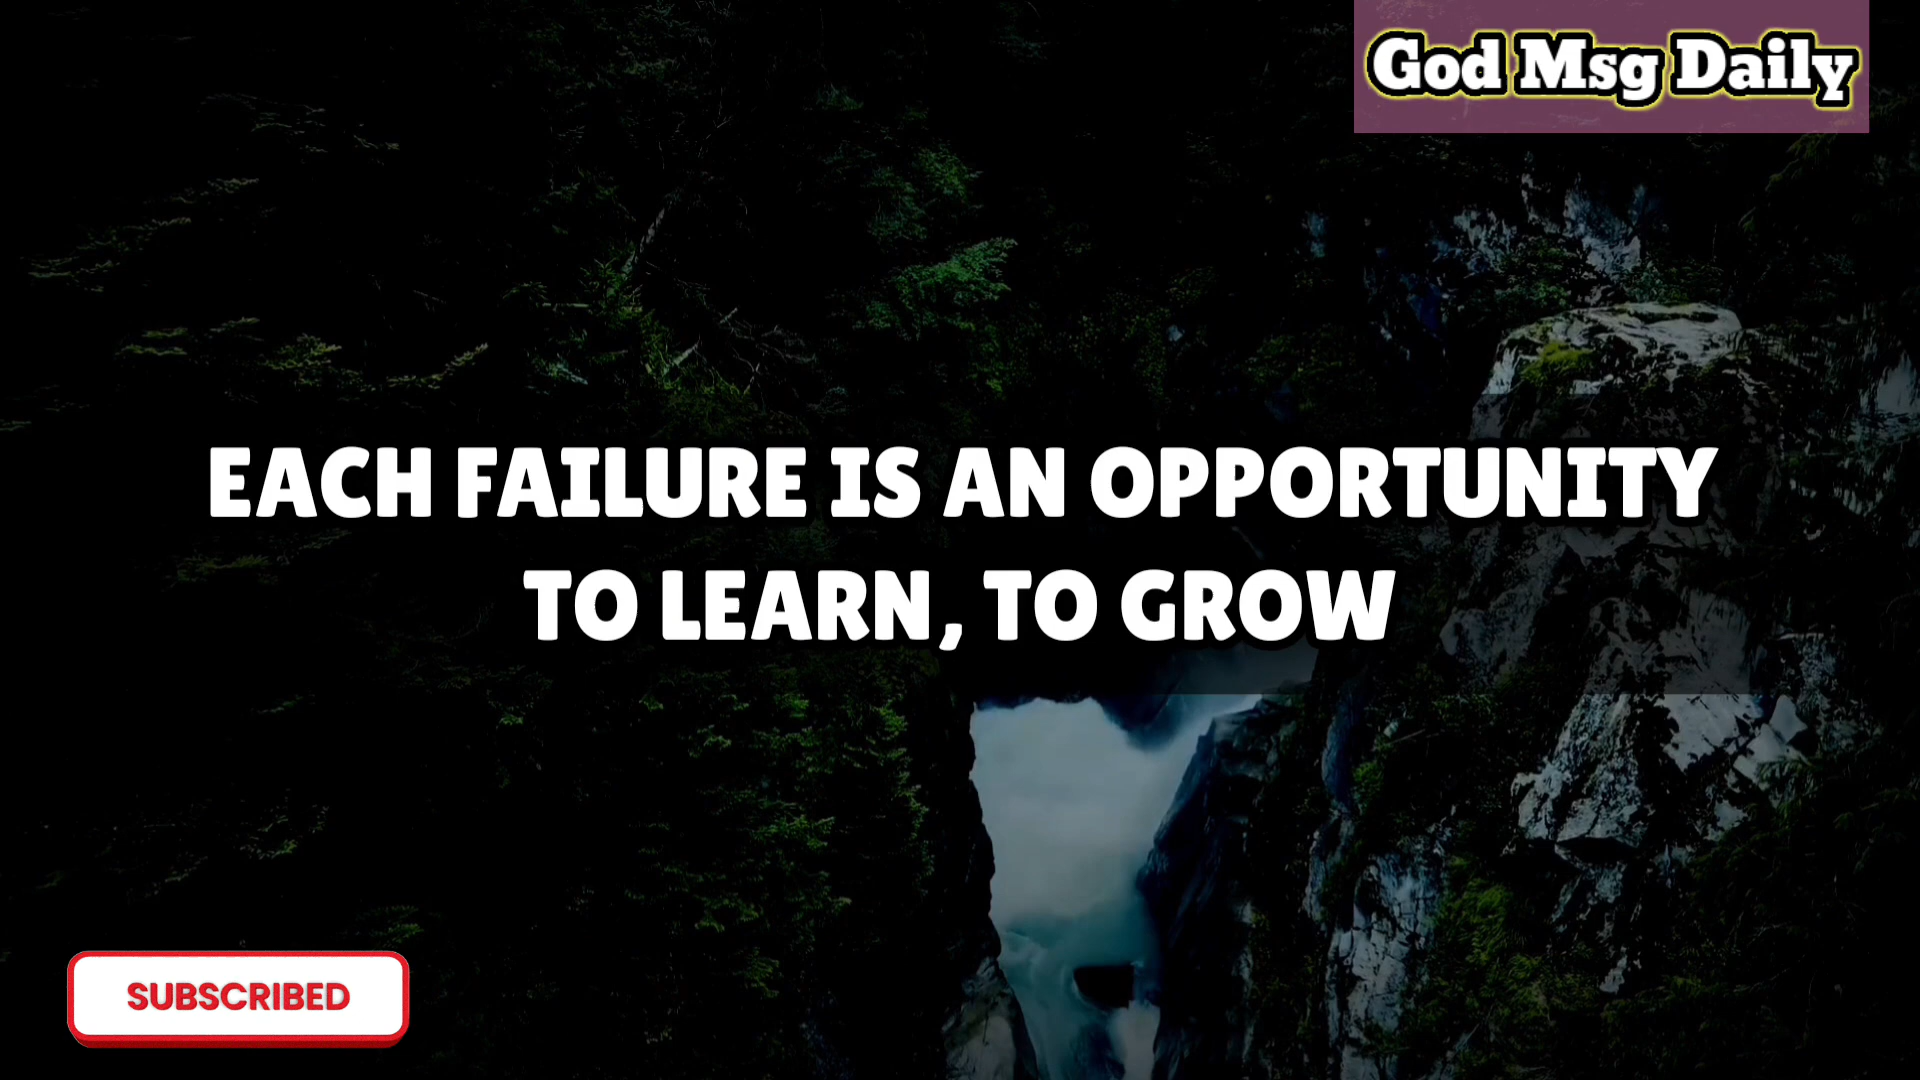 God Msg Daily
EACH FAILURE IS AN OPPORTUNITY
TO LEARN, TO GROW
SUBSCRIBED